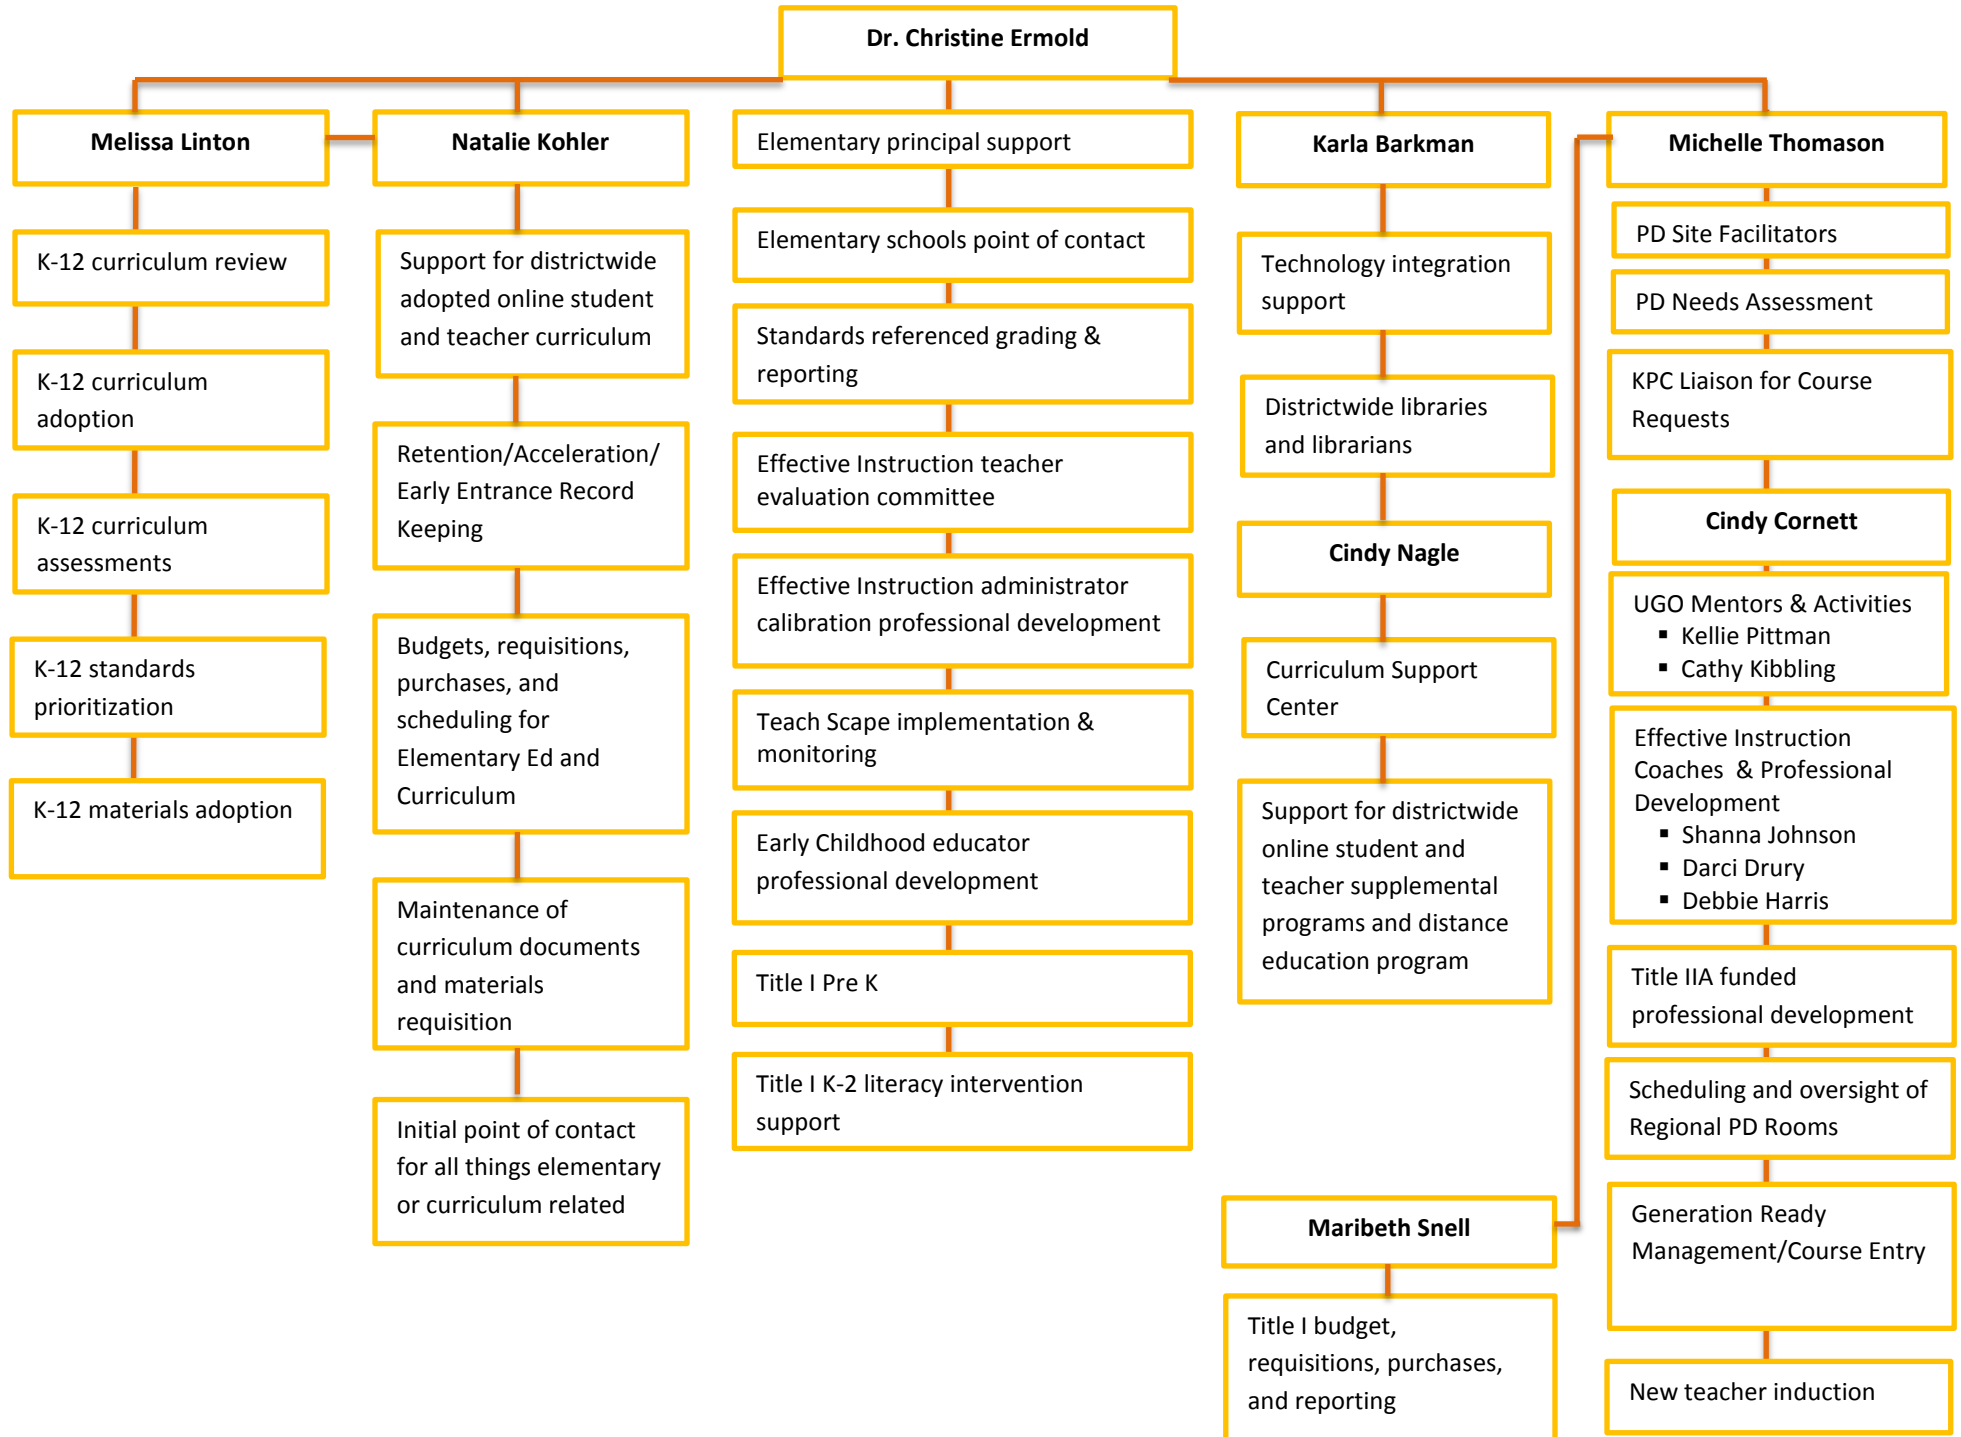 Dr. Christine Ermold
Melissa Linton
K-12 curriculum review
K-12 curriculum
adoption
K-12 curriculum
assessments
K-12 standards
prioritization
K-12 materials adoption
Natalie Kohler
Support for districtwide
adopted online student
and teacher curriculum
Retention/Acceleration/
Early Entrance Record
Keeping
Budgets, requisitions,
purchases, and
scheduling for
Elementary Ed and
Curriculum
Maintenance of
curriculum documents
and materials
requisition
Initial point of contact
for all things elementary
or curriculum related
Elementary principal support
Elementary schools point of contact
Standards referenced grading &
reporting
Effective Instruction teacher
evaluation committee
Effective Instruction administrator
calibration professional development
Teach Scape implementation &
monitoring
Early Childhood educator
professional development
Title I Pre K
Title I K-2 literacy intervention
support
Karla Barkman
Technology integration
support
Districtwide libraries
and librarians
Cindy Nagle
Curriculum Support
Center
Support for districtwide
online student and
teacher supplemental
programs and distance
education program
Maribeth Snell
Title I budget,
requisitions, purchases,
and reporting
Michelle Thomason
PD Site Facilitators
PD Needs Assessment
KPC Liaison for Course
Requests
Cindy Cornett
UGO Mentors & Activities
▪ Kellie Pittman
▪ Cathy Kibbling
Effective Instruction
Coaches & Professional
Development
▪ Shanna Johnson
▪ Darci Drury
▪ Debbie Harris
Title IIA funded
professional development
Scheduling and oversight of
Regional PD Rooms
Generation Ready
Management/Course Entry
New teacher induction